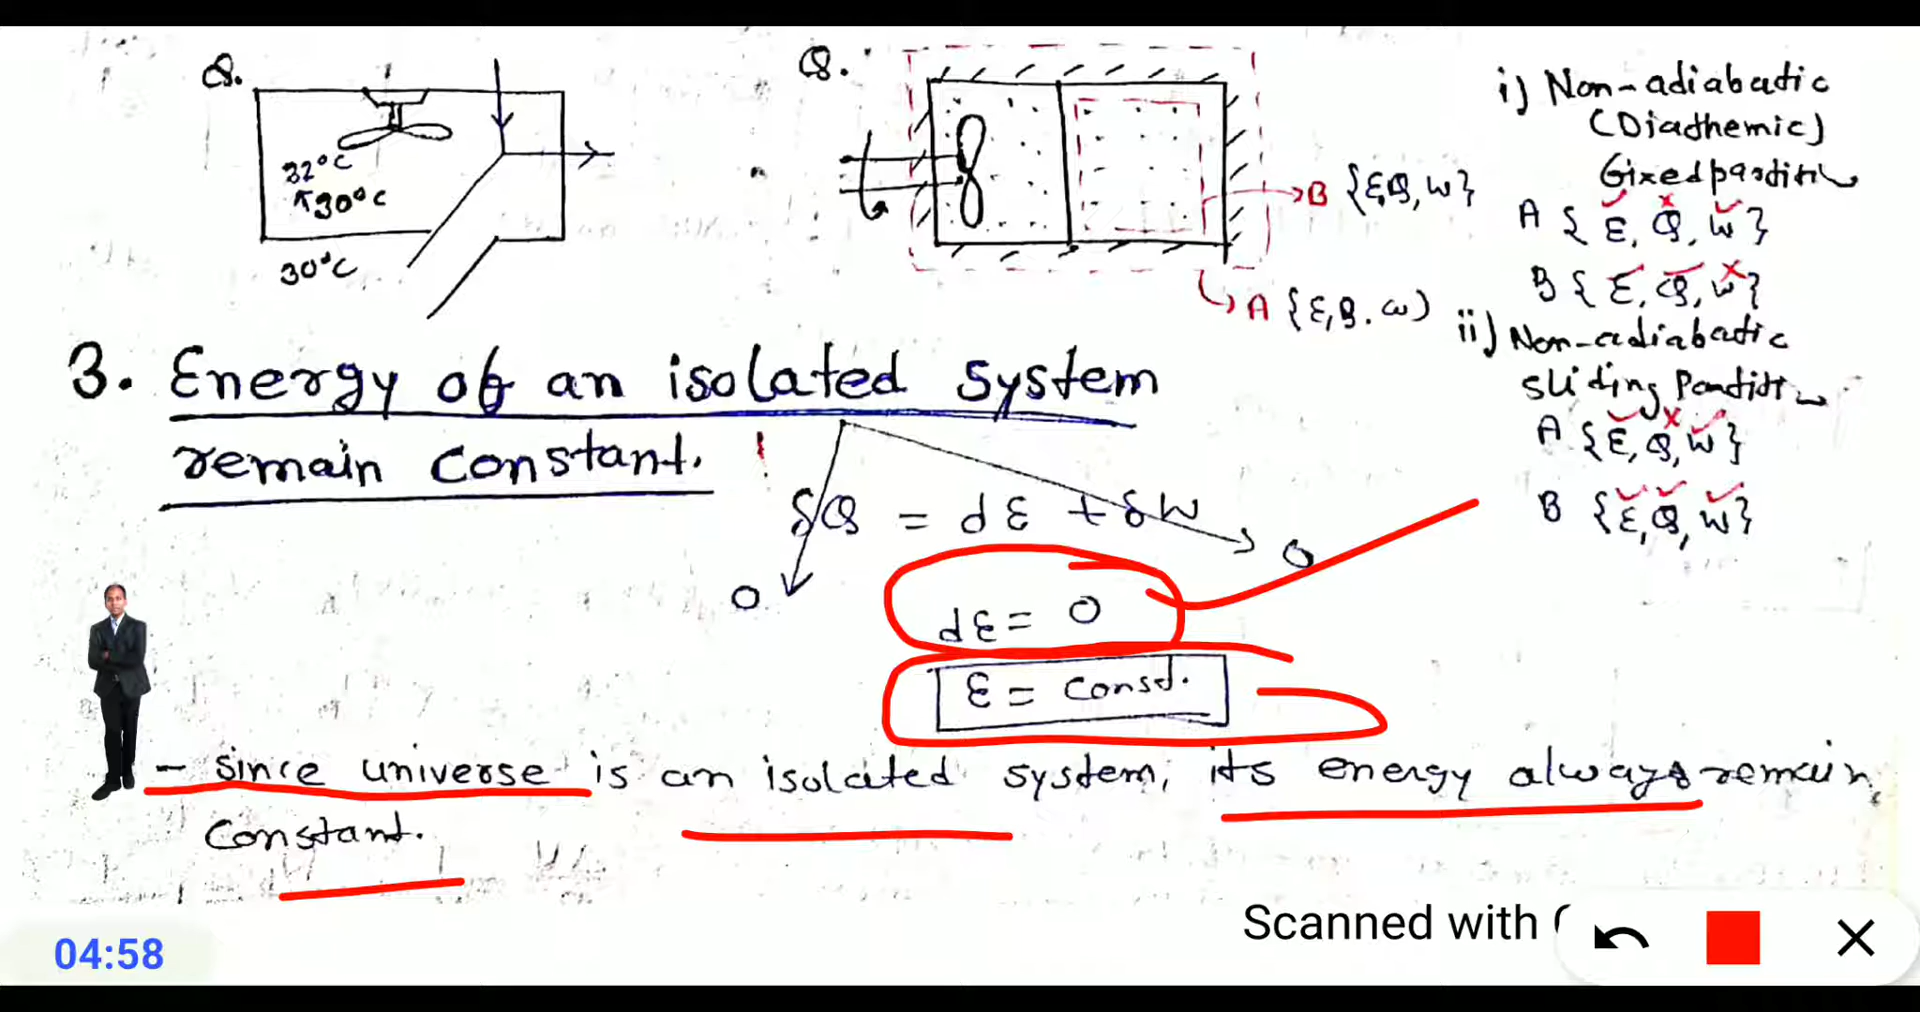 Q.
32°C
↑30°C
30°C
Q.
B {E,Q,W}
A {E,Q.W}
i) Non-adiabatic
(Diathemic)
Fixed partition
A {E, Q, W}
B {E, Q, W}
ii) Non-adiabatic
sliding Partition
A {E, Q, W}
B {E, Q, W}
3. Energy of an isolated system
remain constant.
δQ = dE + δW
0
0
dE = 0
E = Const.
- since universe is an isolated system, its energy always remain
Constant.
Scanned with
04:58